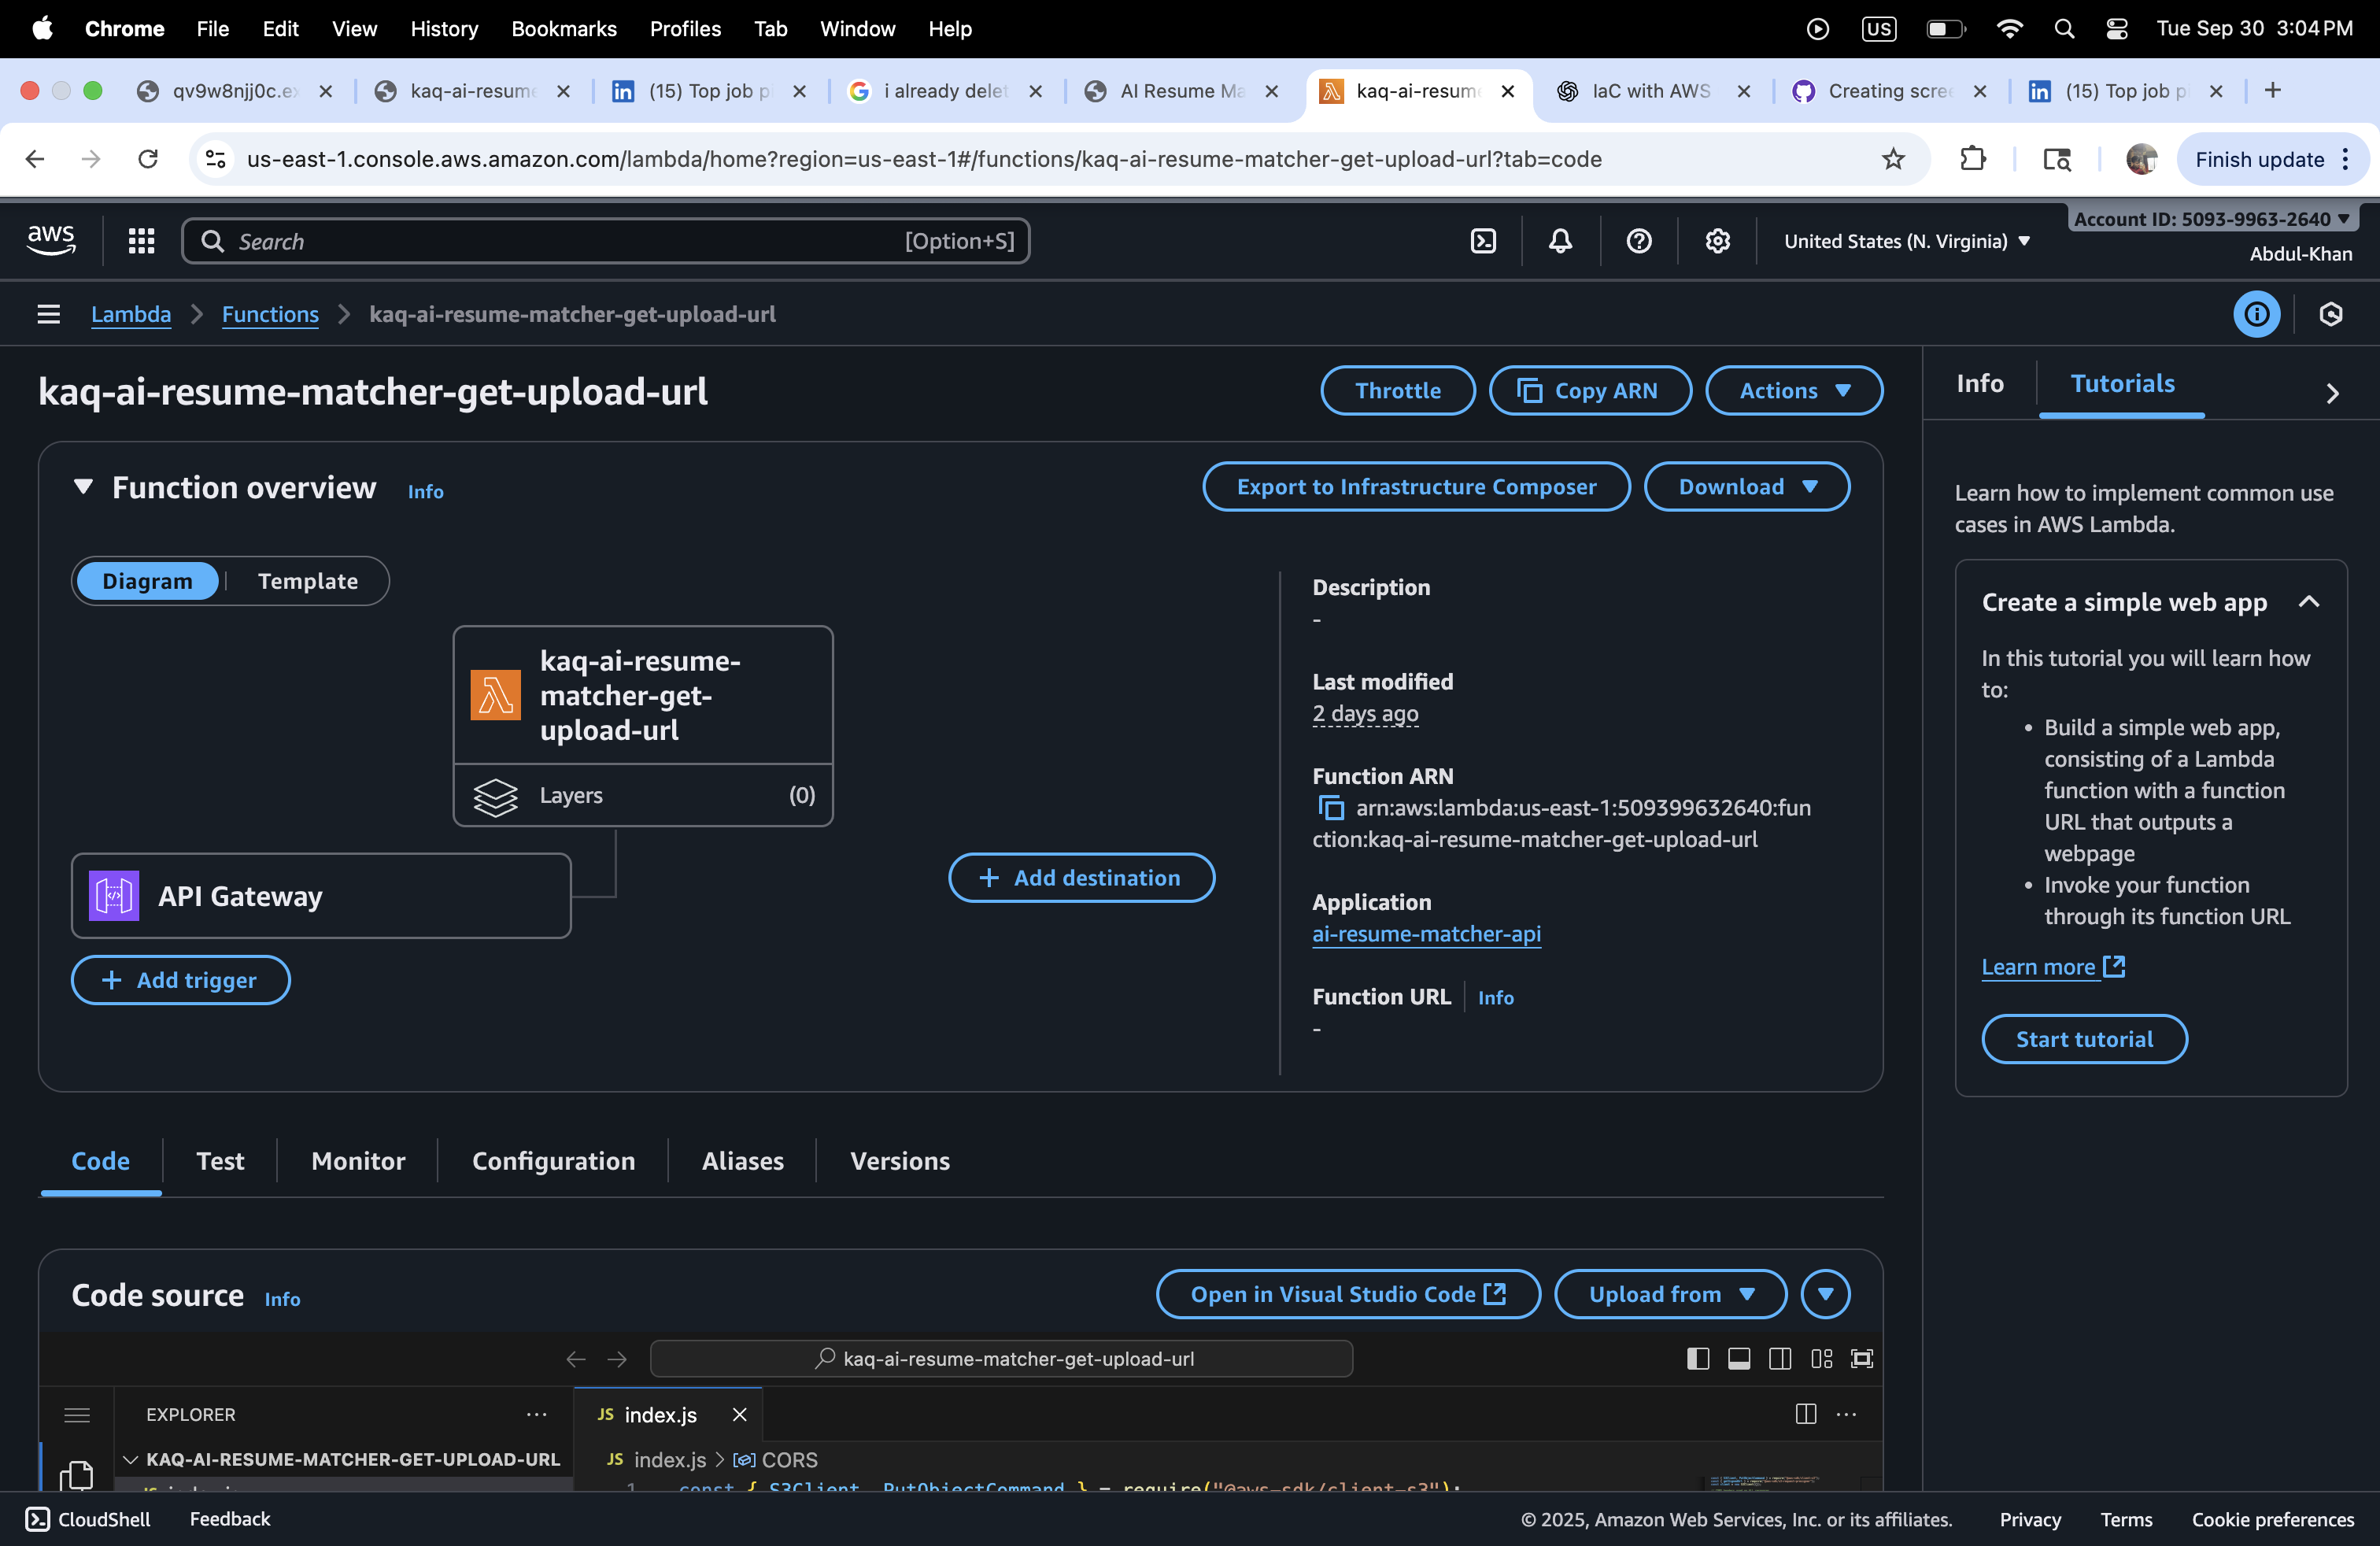 Chrome File Edit View History Bookmarks Profiles Tab Window Help US Tue Sep 30 3:04 PM
qv9w8njj0c.ex kaq-ai-resume (15) Top job p i already delet AI Resume Ma kaq-ai-resum IaC with AWS Creating scre (15) Top job p
us-east-1.console.aws.amazon.com/lambda/home?region=us-east-1#/functions/kaq-ai-resume-matcher-get-upload-url?tab=code Finish update
aws Search [Option+S] United States (N. Virginia) Account ID: 5093-9963-2640
Abdul-Khan
Lambda Functions kaq-ai-resume-matcher-get-upload-url
kaq-ai-resume-matcher-get-upload-url Throttle Copy ARN Actions
Function overview Info Export to Infrastructure Composer Download
Diagram Template
kaq-ai-resume-
matcher-get-
upload-url
Layers (0)
API Gateway
Add destination
Add trigger
Description
-
Last modified
2 days ago
Function ARN
arn:aws:lambda:us-east-1:509399632640:fun
ction:kaq-ai-resume-matcher-get-upload-url
Application
ai-resume-matcher-api
Function URL Info
-
Info Tutorials
Learn how to implement common use
cases in AWS Lambda.
Create a simple web app
In this tutorial you will learn how
to:
• Build a simple web app,
consisting of a Lambda
function with a function
URL that outputs a
webpage
• Invoke your function
through its function URL
Learn more
Start tutorial
Code Test Monitor Configuration Aliases Versions
Code source Info Open in Visual Studio Code Upload from
kaq-ai-resume-matcher-get-upload-url
EXPLORER ... JS index.js ...
KAQ-AI-RESUME-MATCHER-GET-UPLOAD-URL JS index.js > CORS
1 const { S3Client, PutObjectCommand } = require("@aws-sdk/client-s3");
CloudShell Feedback © 2025, Amazon Web Services, Inc. or its affiliates. Privacy Terms Cookie preferences